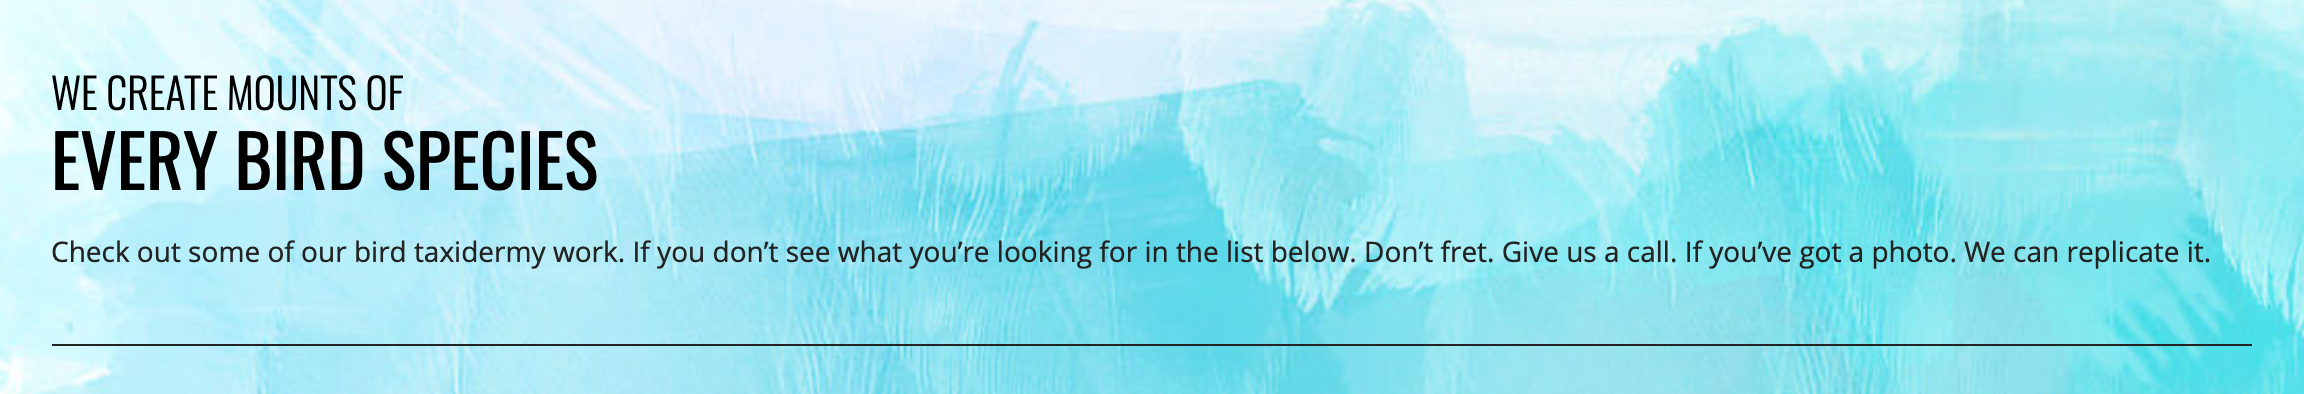 WE CREATE MOUNTS OF
EVERY BIRD SPECIES
Check out some of our bird taxidermy work. If you don’t see what you’re looking for in the list below. Don’t fret. Give us a call. If you’ve got a photo. We can replicate it.